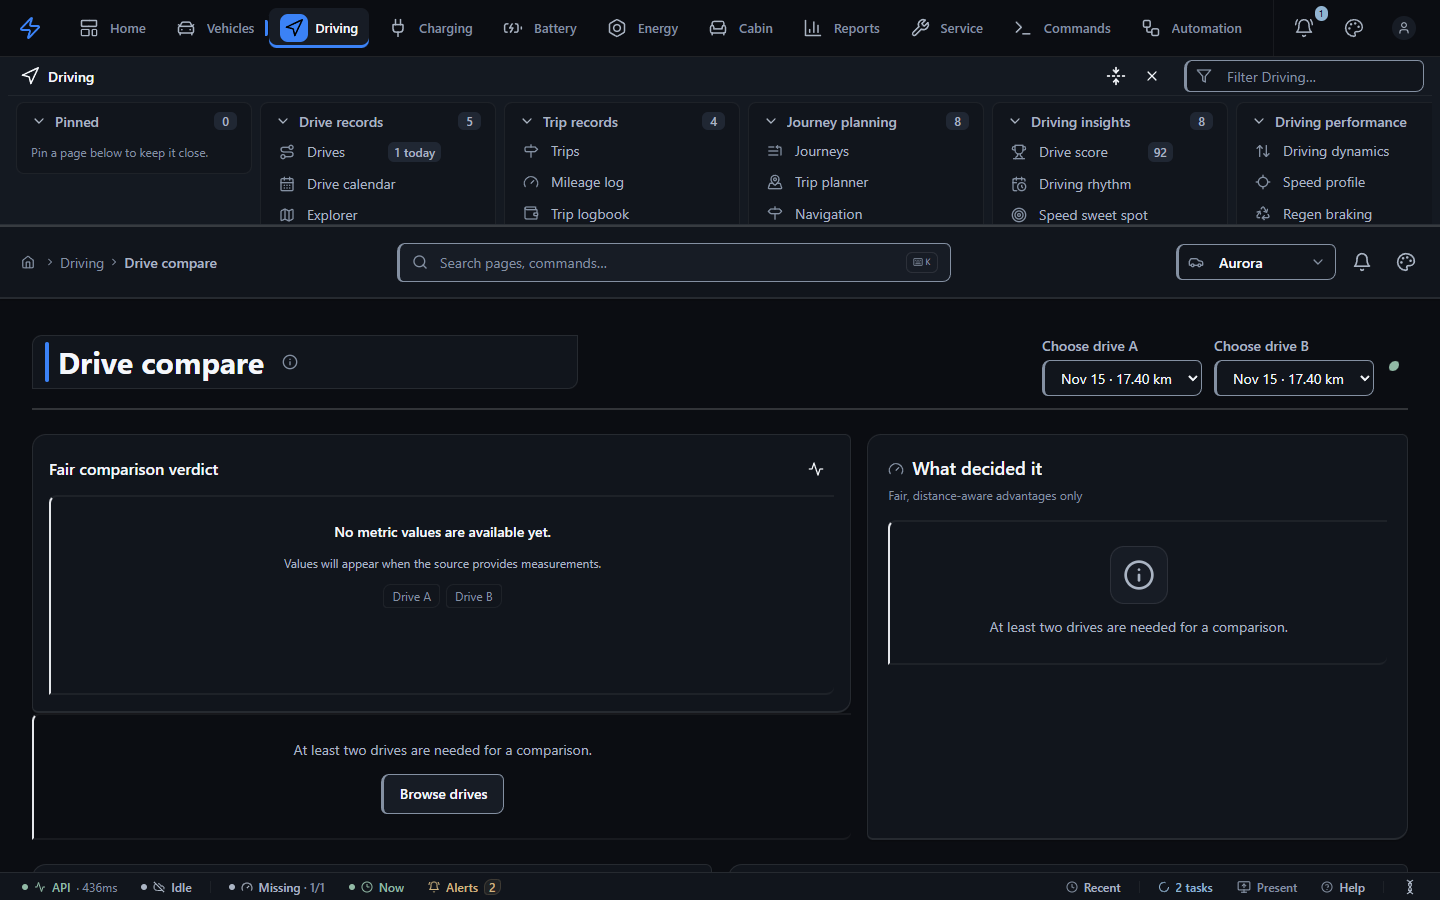 Home
Vehicles
Driving
Charging
Battery
Energy
Cabin
Reports
Service
Commands
Automation
1
Driving
Filter Driving...
Pinned 0
Pin a page below to keep it close.
Drive records 5
Drives 1 today
Drive calendar
Explorer
Trip records 4
Trips
Mileage log
Trip logbook
Journey planning 8
Journeys
Trip planner
Navigation
Driving insights 8
Drive score 92
Driving rhythm
Speed sweet spot
Driving performance
Driving dynamics
Speed profile
Regen braking
Driving
Drive compare
Search pages, commands...
K
Aurora
Drive compare
Choose drive A
Nov 15 · 17.40 km
Choose drive B
Nov 15 · 17.40 km
Fair comparison verdict
No metric values are available yet.
Values will appear when the source provides measurements.
Drive A
Drive B
At least two drives are needed for a comparison.
Browse drives
What decided it
Fair, distance-aware advantages only
At least two drives are needed for a comparison.
API · 436ms
Idle
Missing · 1/1
Now
Alerts 2
Recent
2 tasks
Present
Help